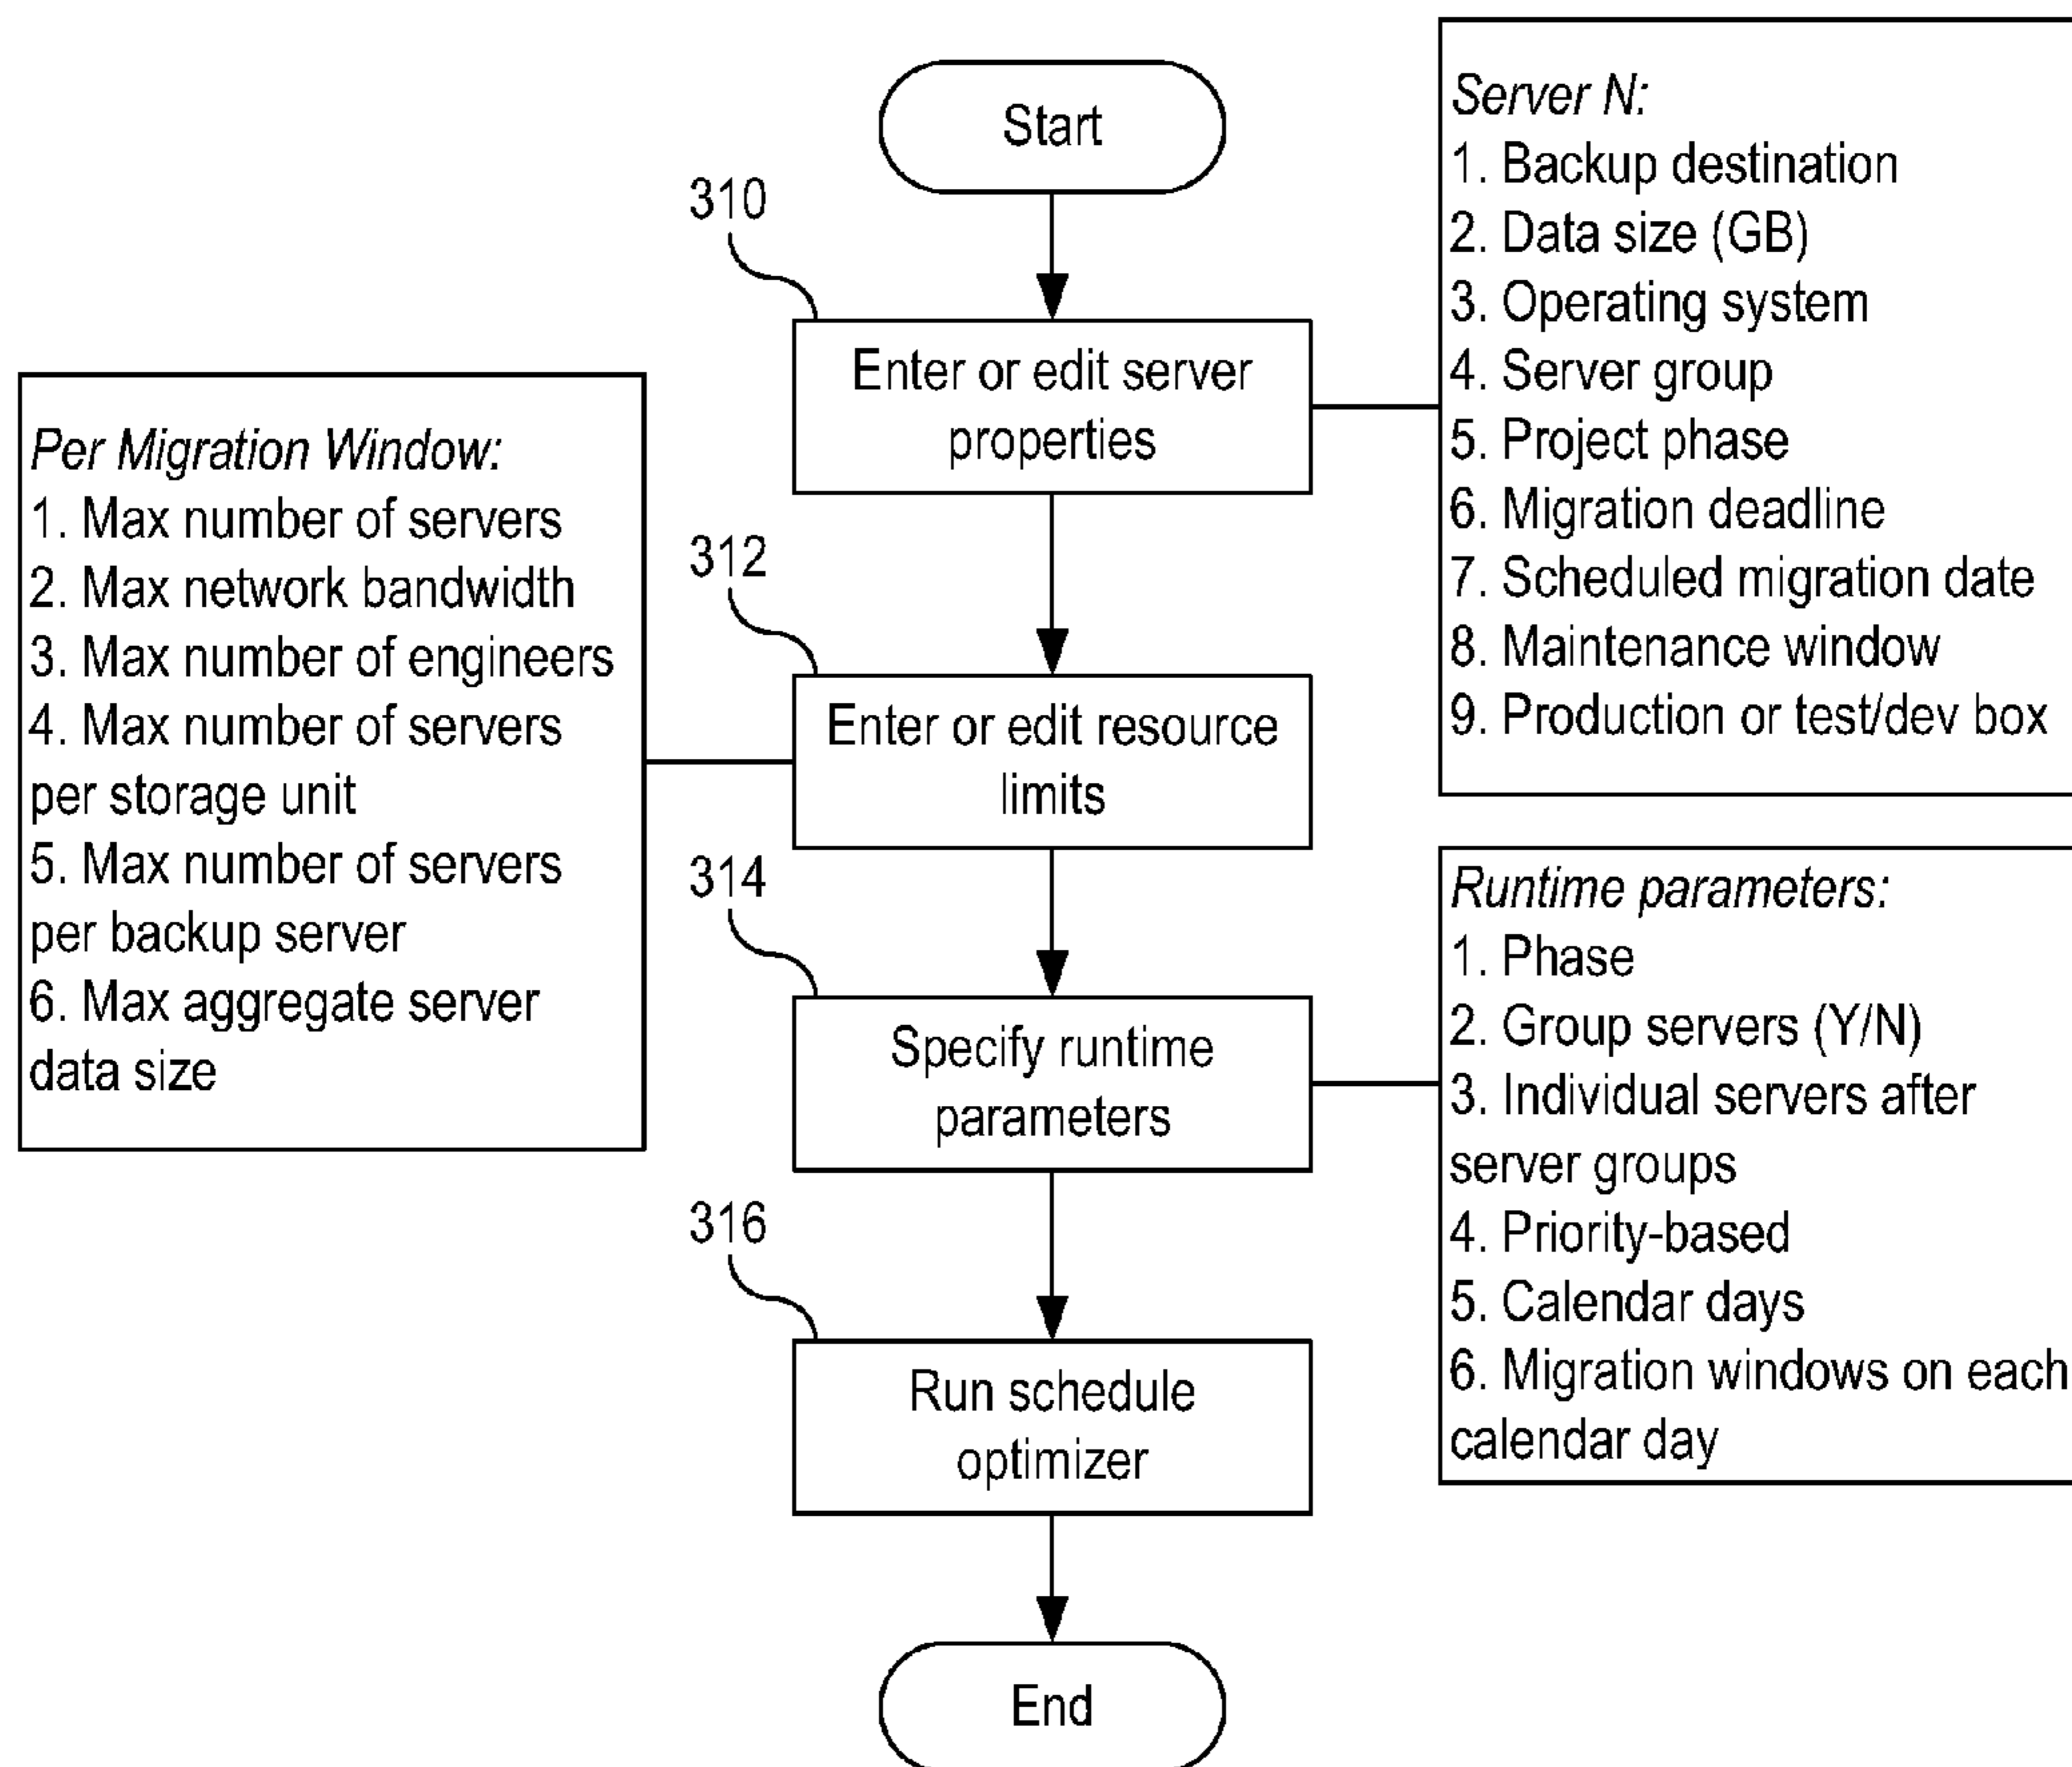 Start
310
Enter or edit server
properties
Server N:
1. Backup destination
2. Data size (GB)
3. Operating system
4. Server group
5. Project phase
6. Migration deadline
7. Scheduled migration date
8. Maintenance window
9. Production or test/dev box
312
Enter or edit resource
limits
Per Migration Window:
1. Max number of servers
2. Max network bandwidth
3. Max number of engineers
4. Max number of servers
per storage unit
5. Max number of servers
per backup server
6. Max aggregate server
data size
314
Specify runtime
parameters
Runtime parameters:
1. Phase
2. Group servers (Y/N)
3. Individual servers after
server groups
4. Priority-based
5. Calendar days
6. Migration windows on each
calendar day
316
Run schedule
optimizer
End